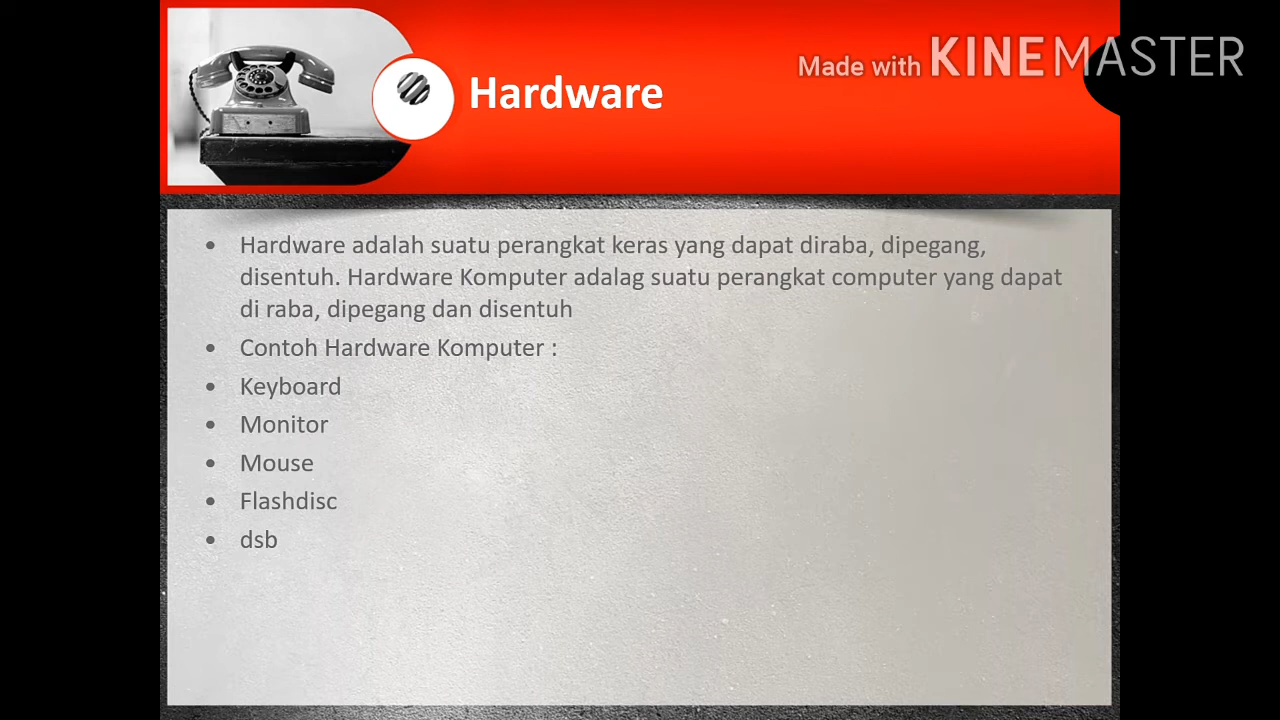 Made with KINEMASTER
Hardware
• Hardware adalah suatu perangkat keras yang dapat diraba, dipegang,
disentuh. Hardware Komputer adalag suatu perangkat computer yang dapat
di raba, dipegang dan disentuh
• Contoh Hardware Komputer :
• Keyboard
• Monitor
• Mouse
• Flashdisc
• dsb